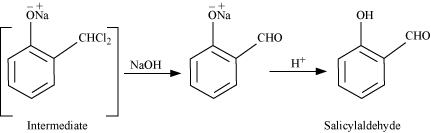 − +
ONa
CHCl2
NaOH
Intermediate
− +
ONa
CHO
H+
OH
CHO
Salicylaldehyde